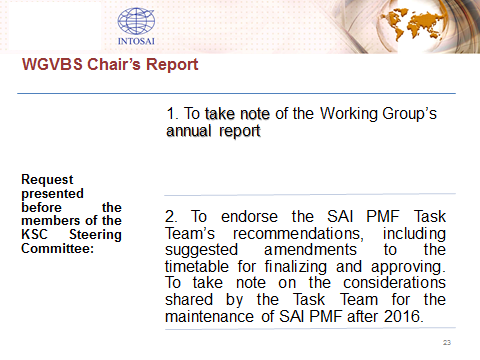 INTOSAI
WGVBS Chair’s Report
1. To take note of the Working Group’s
annual report
Request
presented
before the
members of the
KSC Steering
Committee:
2. To endorse the SAI PMF Task
Team’s recommendations, including
suggested amendments to the
timetable for finalizing and approving.
To take note on the considerations
shared by the Task Team for the
maintenance of SAI PMF after 2016.
23